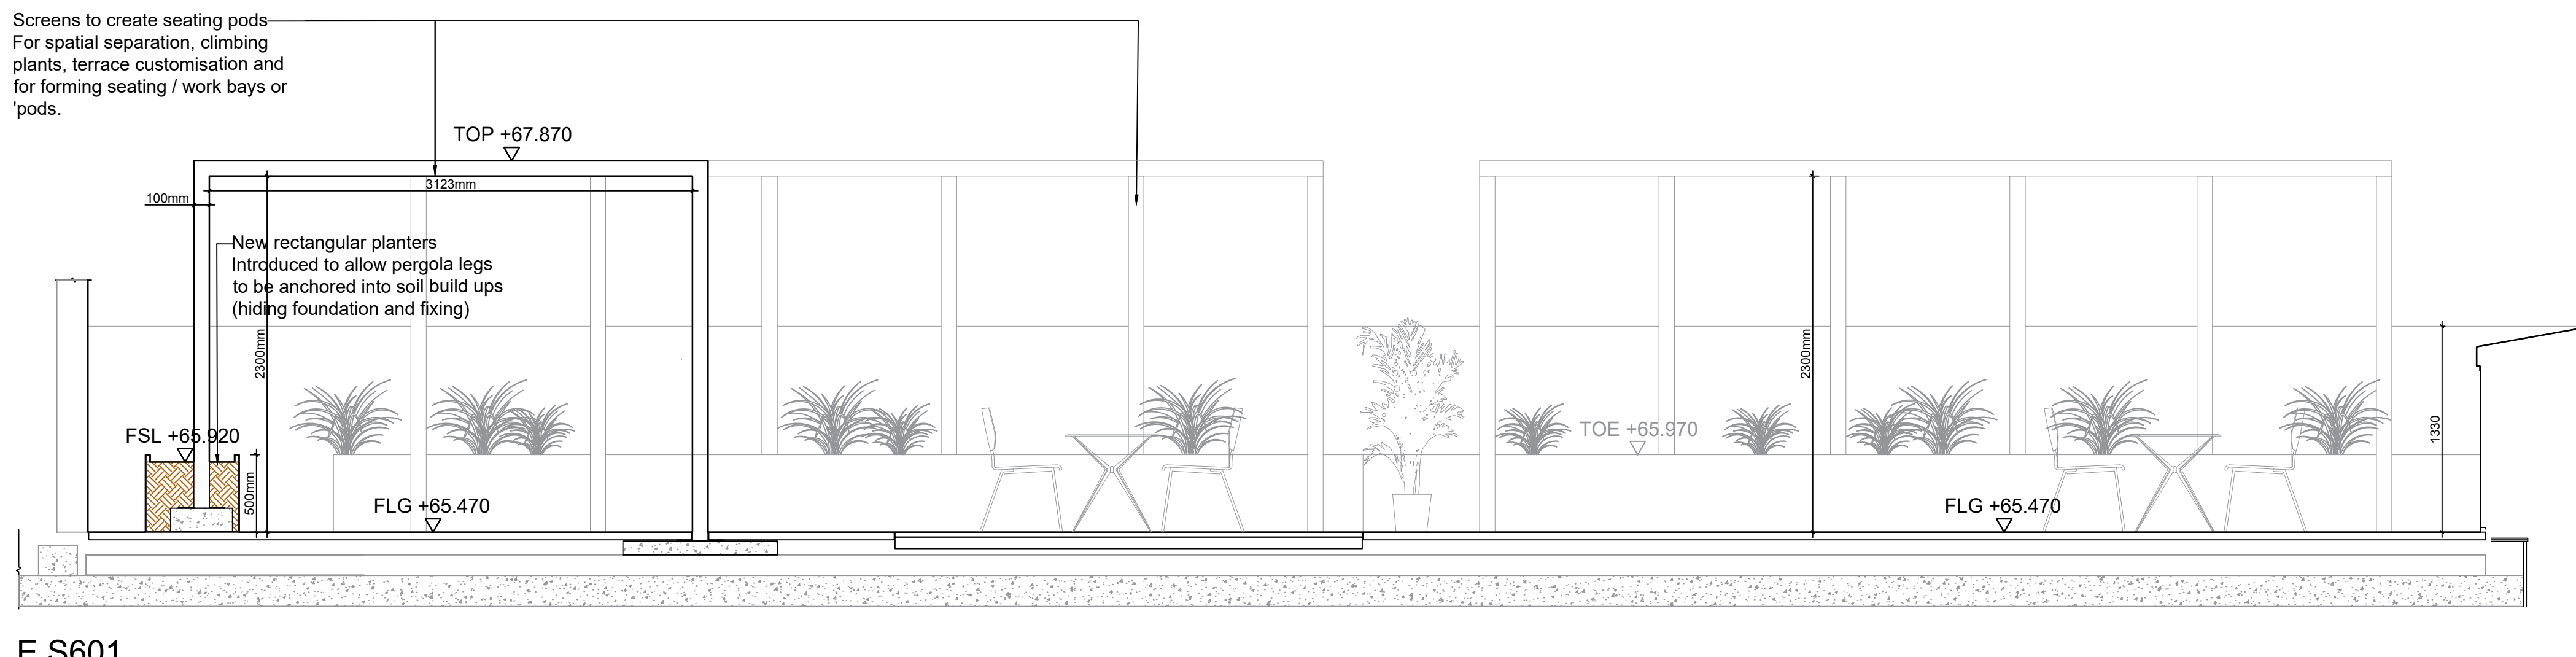 Screens to create seating pods
For spatial separation, climbing
plants, terrace customisation and
for forming seating / work bays or
'pods.
TOP +67.870
3123mm
100mm
New rectangular planters
Introduced to allow pergola legs
to be anchored into soil build ups
(hiding foundation and fixing)
2300mm
2300mm
FSL +65.920
TOE +65.970
1330
500mm
FLG +65.470
FLG +65.470
E S601